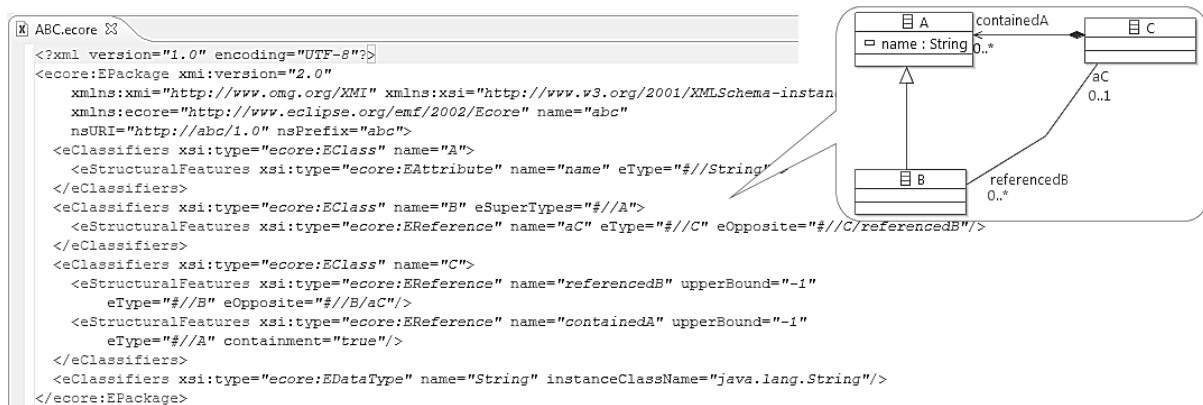 ABC.ecore
<?xml version="1.0" encoding="UTF-8"?>
<ecore:EPackage xmi:version="2.0"
xmlns:xmi="http://www.omg.org/XMI" xmlns:xsi="http://www.w3.org/2001/XMLSchema-instan
xmlns:ecore="http://www.eclipse.org/emf/2002/Ecore" name="abc"
nsURI="http://abc/1.0" nsPrefix="abc">
<eClassifiers xsi:type="ecore:EClass" name="A">
<eStructuralFeatures xsi:type="ecore:EAttribute" name="name" eType="#//String"/>
</eClassifiers>
<eClassifiers xsi:type="ecore:EClass" name="B" eSuperTypes="#//A">
<eStructuralFeatures xsi:type="ecore:EReference" name="aC" eType="#//C" eOpposite="#//C/referencedB"/>
</eClassifiers>
<eClassifiers xsi:type="ecore:EClass" name="C">
<eStructuralFeatures xsi:type="ecore:EReference" name="referencedB" upperBound="-1"
eType="#//B" eOpposite="#//B/aC"/>
<eStructuralFeatures xsi:type="ecore:EReference" name="containedA" upperBound="-1"
eType="#//A" containment="true"/>
</eClassifiers>
<eClassifiers xsi:type="ecore:EDataType" name="String" instanceClassName="java.lang.String"/>
</ecore:EPackage>
A
name : String
containedA
0..*
C
aC
0..1
B
referencedB
0..*